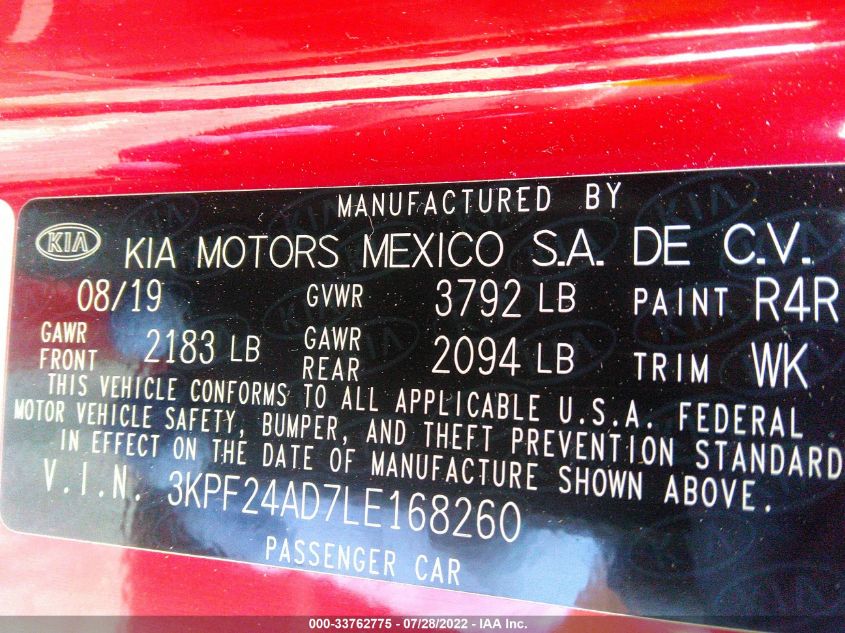 MANUFACTURED BY
KIA KIA MOTORS MEXICO S.A. DE C.V.
08/19 GVWR 3792 LB PAINT R4R
GAWR FRONT 2183 LB GAWR REAR 2094 LB TRIM WK
THIS VEHICLE CONFORMS TO ALL APPLICABLE U.S.A. FEDERAL
MOTOR VEHICLE SAFETY, BUMPER, AND THEFT PREVENTION STANDARD
IN EFFECT ON THE DATE OF MANUFACTURE SHOWN ABOVE.
V.I.N. 3KPF24AD7LE168260
PASSENGER CAR
000-33762775 - 07/28/2022 - IAA Inc.